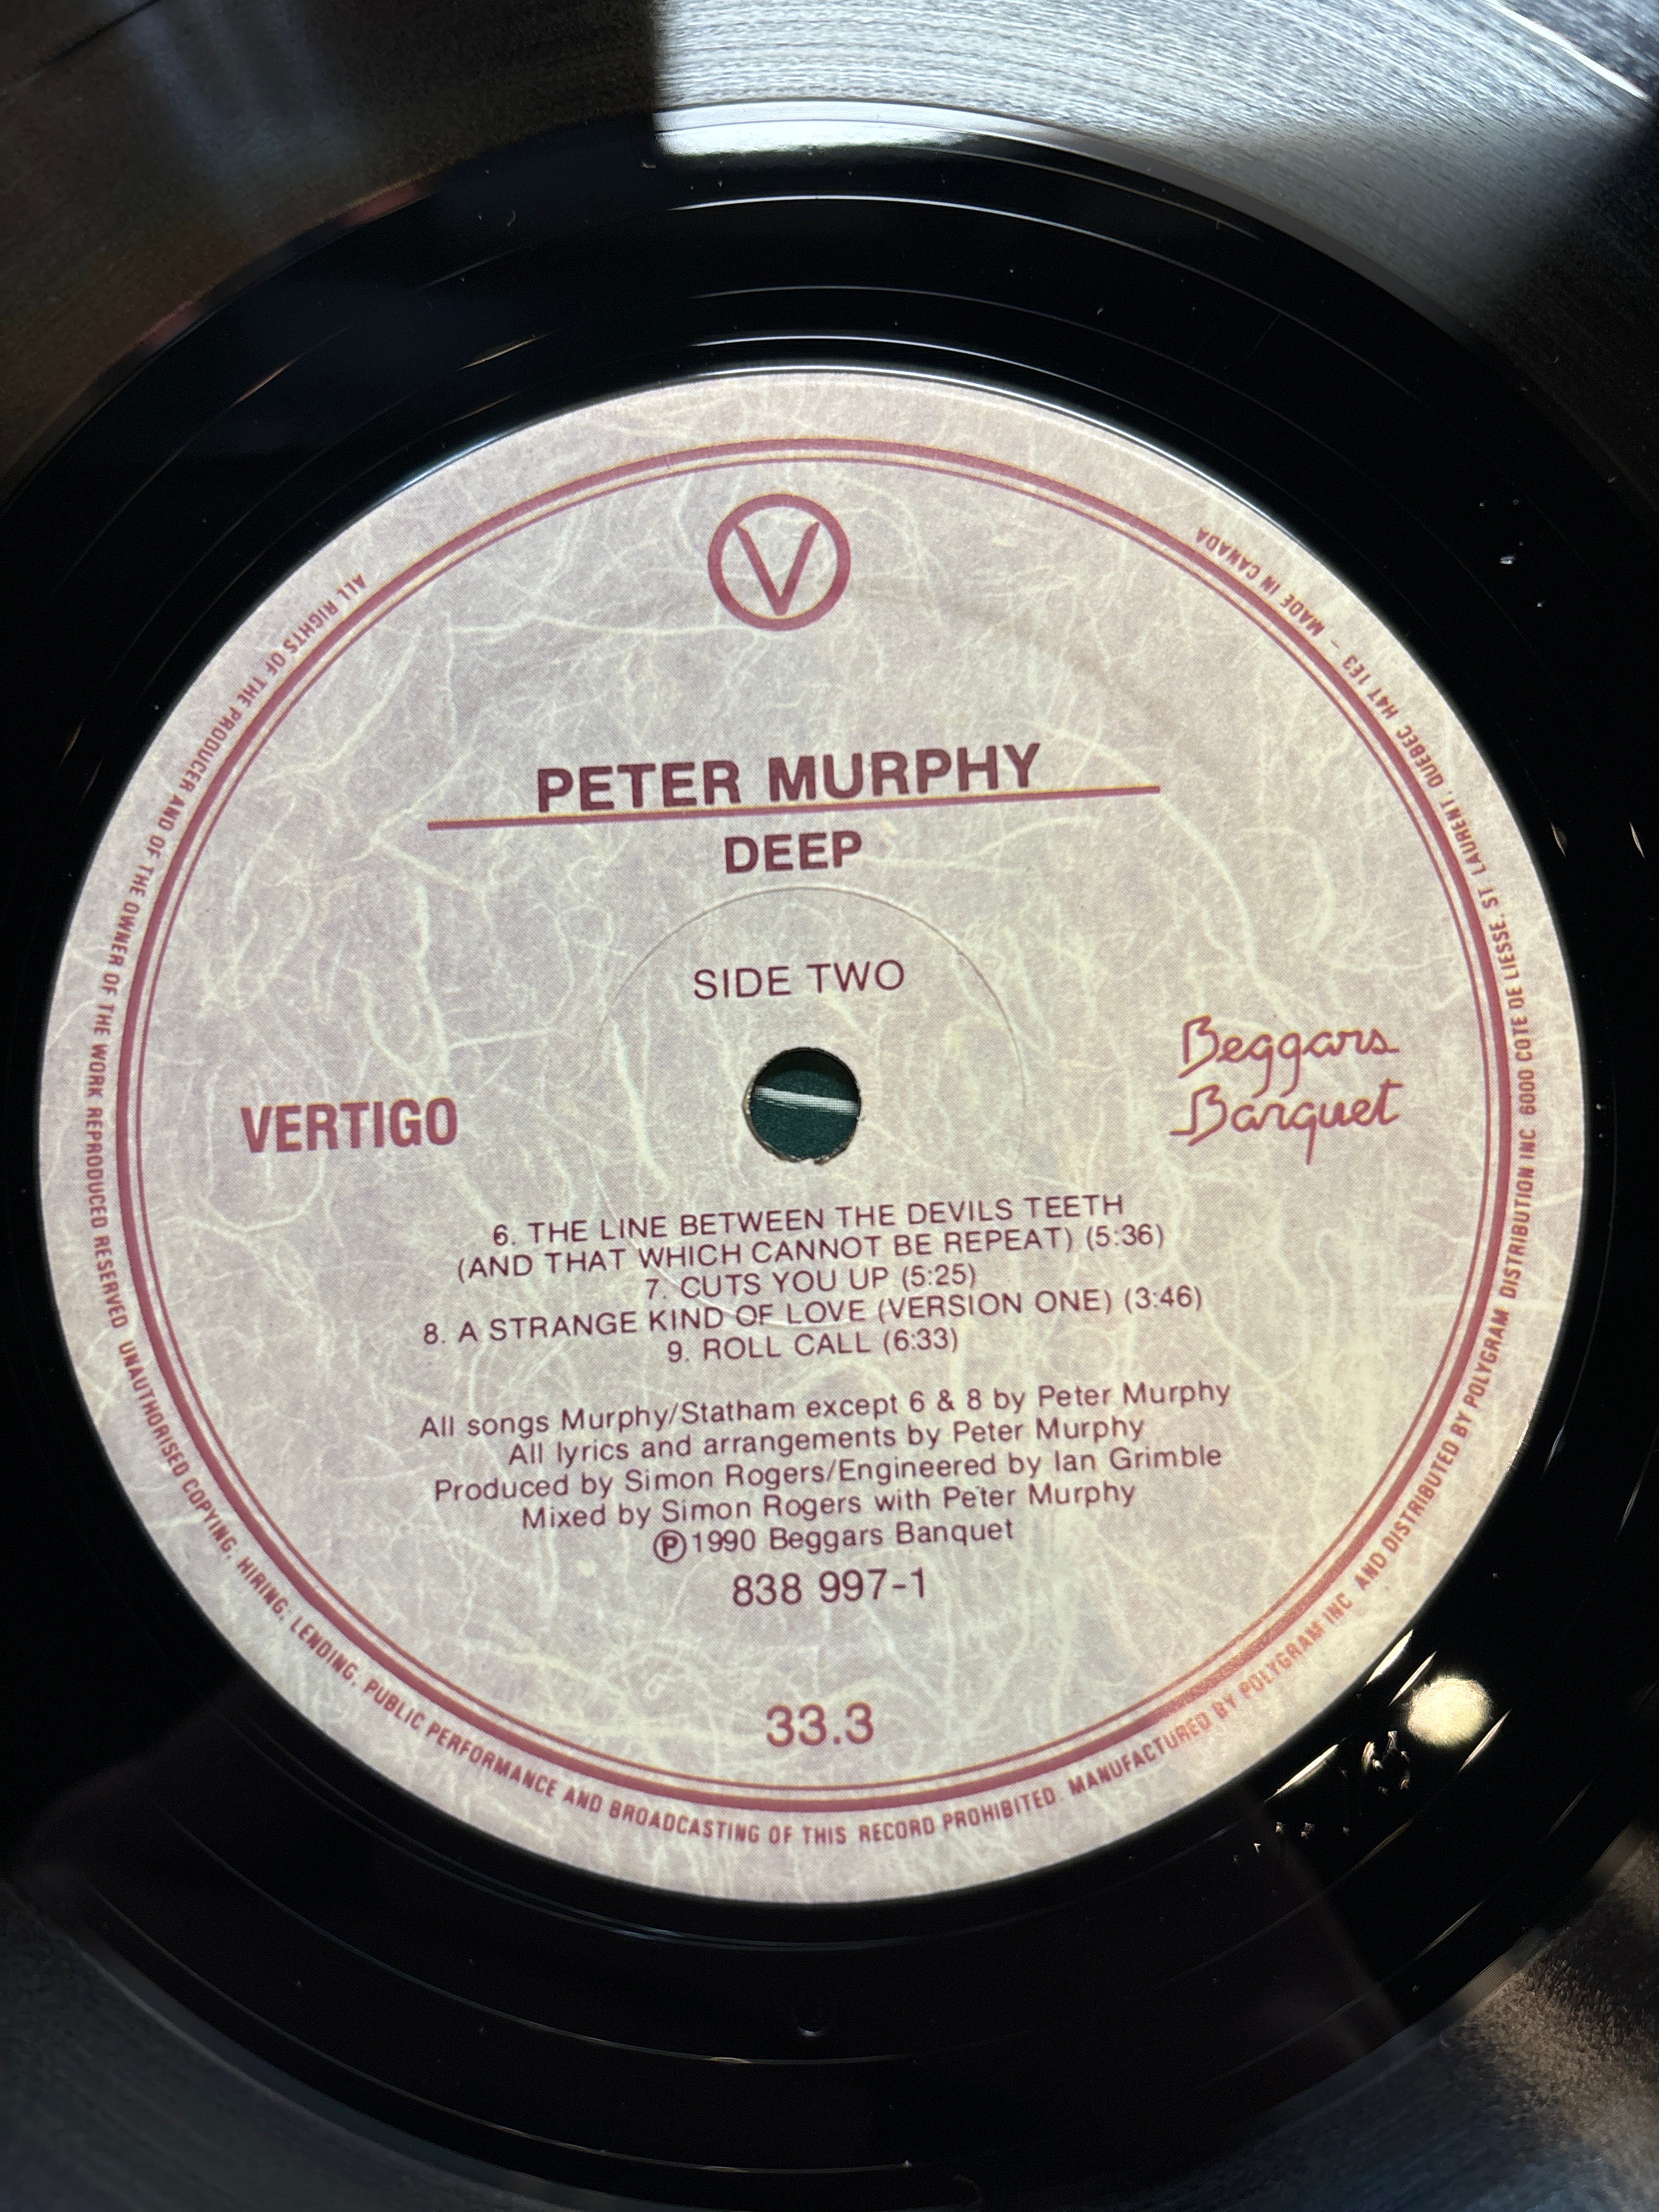 V
PETER MURPHY
DEEP
SIDE TWO
VERTIGO
Beggars
Banquet
6. THE LINE BETWEEN THE DEVILS TEETH
(AND THAT WHICH CANNOT BE REPEAT) (5:36)
7. CUTS YOU UP (5:25)
8. A STRANGE KIND OF LOVE (VERSION ONE) (3:46)
9. ROLL CALL (6:33)
All songs Murphy/Statham except 6 & 8 by Peter Murphy
All lyrics and arrangements by Peter Murphy
Produced by Simon Rogers/Engineered by Ian Grimble
Mixed by Simon Rogers with Peter Murphy
℗1990 Beggars Banquet
838 997-1
33.3
ALL RIGHTS OF THE PRODUCER AND OF THE OWNER OF THE WORK REPRODUCED RESERVED UNAUTHORISED COPYING, HIRING, LENDING, PUBLIC PERFORMANCE AND BROADCASTING OF THIS RECORD PROHIBITED MANUFACTURED BY POLYGRAM INC AND DISTRIBUTED BY POLYGRAM DISTRIBUTION INC 6000 COTE DE LIESSE, ST LAURENT, QUEBEC H4T 1E3 – MADE IN CANADA